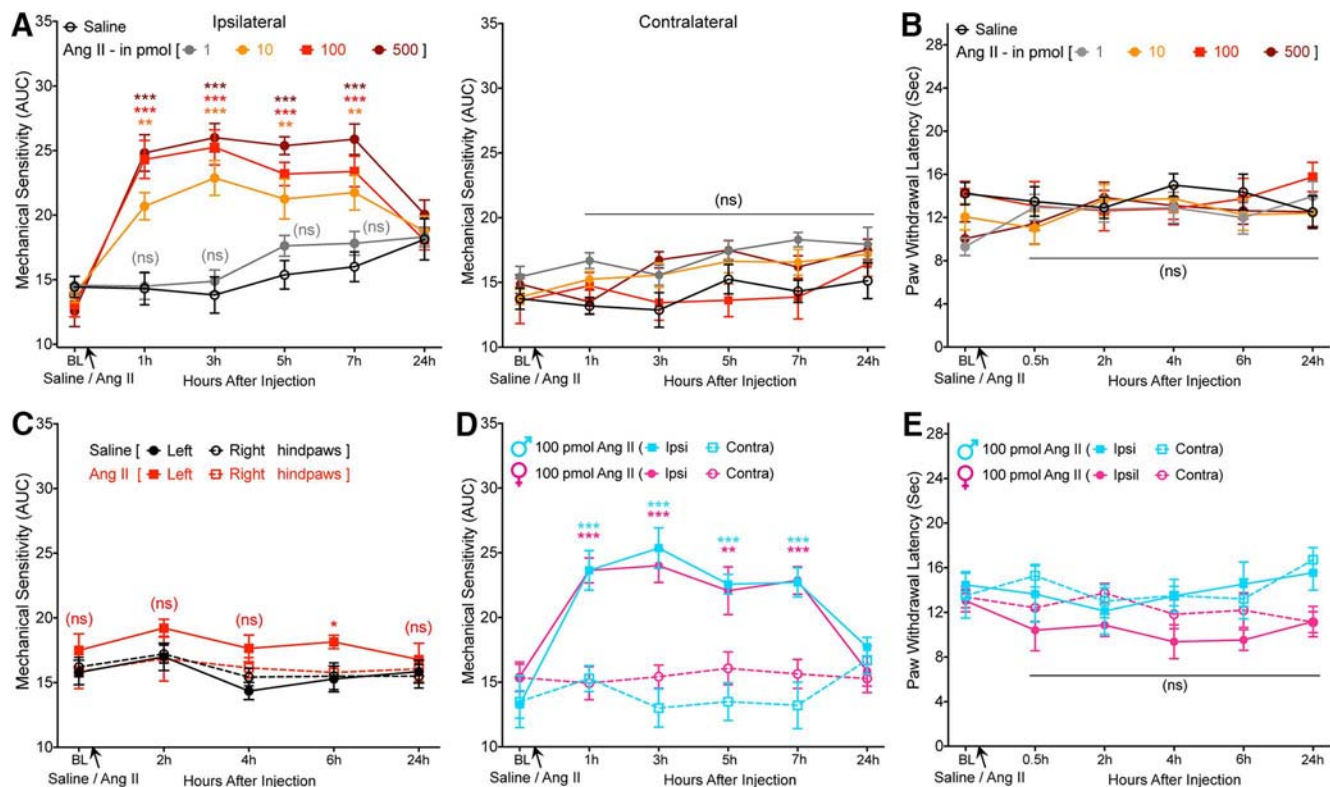 A
Ipsilateral
Saline
Ang II - in pmol [ 1 10 100 500 ]
Mechanical Sensitivity (AUC)
35
30
25
20
15
10
*** *** *** ***
*** *** *** ***
** *** ** **
(ns) (ns) (ns) (ns)
BL 1h 3h 5h 7h 24h
Saline / Ang II Hours After Injection
Contralateral
Mechanical Sensitivity (AUC)
35
30
25
20
15
10
(ns)
BL 1h 3h 5h 7h 24h
Saline / Ang II Hours After Injection
B
Saline
Ang II - in pmol [ 1 10 100 500 ]
Paw Withdrawal Latency (Sec)
28
24
20
16
12
8
4
0
(ns)
BL 0.5h 2h 4h 6h 24h
Saline / Ang II Hours After Injection
C
Saline [ Left Right hindpaws ]
Ang II [ Left Right hindpaws ]
Mechanical Sensitivity (AUC)
35
30
25
20
15
10
(ns) (ns) (ns) * (ns)
BL 2h 4h 6h 24h
Saline / Ang II Hours After Injection
D
♂ 100 pmol Ang II ( Ipsi Contra)
♀ 100 pmol Ang II ( Ipsi Contra)
Mechanical Sensitivity (AUC)
35
30
25
20
15
10
*** *** *** ***
*** *** ** ***
BL 1h 3h 5h 7h 24h
Saline / Ang II Hours After Injection
E
♂ 100 pmol Ang II ( Ipsi Contra)
♀ 100 pmol Ang II ( Ipsil Contra)
Paw Withdrawal Latency (Sec)
28
24
20
16
12
8
4
0
(ns)
BL 0.5h 2h 4h 6h 24h
Saline / Ang II Hours After Injection